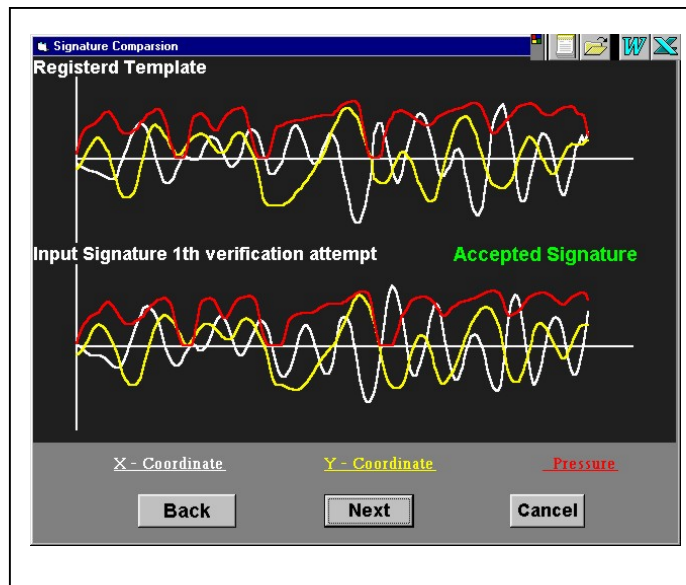 Signature Comparsion
Registerd Template
Input Signature 1th verification attempt Accepted Signature
X - Coordinate Y - Coordinate Pressure
Back Next Cancel